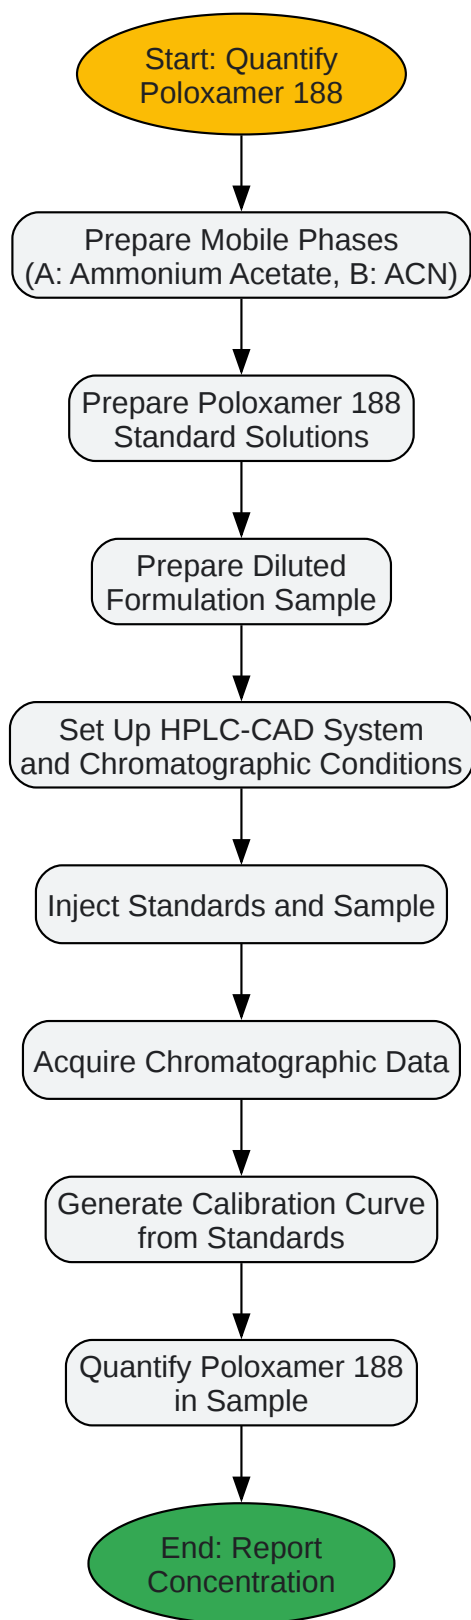 Start: Quantify
Poloxamer 188
Prepare Mobile Phases
(A: Ammonium Acetate, B: ACN)
Prepare Poloxamer 188
Standard Solutions
Prepare Diluted
Formulation Sample
Set Up HPLC-CAD System
and Chromatographic Conditions
Inject Standards and Sample
Acquire Chromatographic Data
Generate Calibration Curve
from Standards
Quantify Poloxamer 188
in Sample
End: Report
Concentration